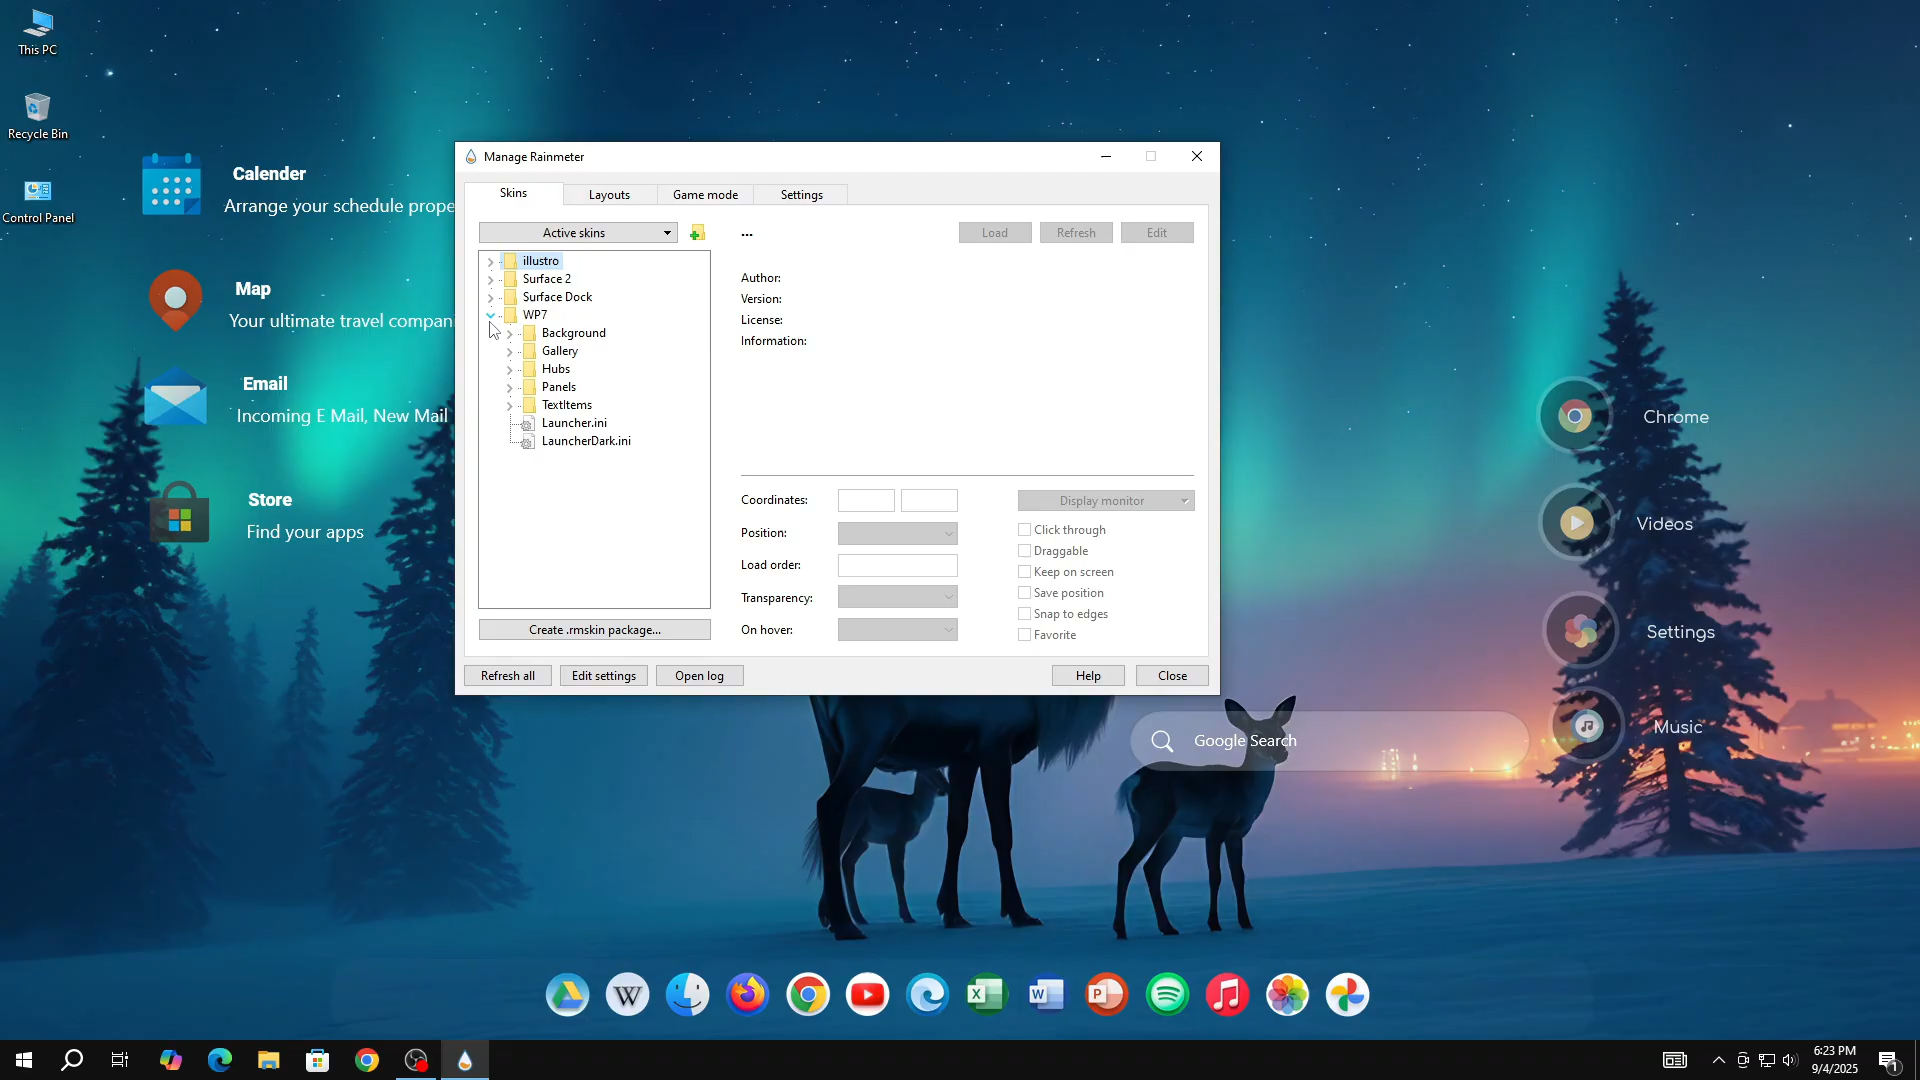 This PC
Recycle Bin
Control Panel
Calender
Arrange your schedule prope
Map
Your ultimate travel compani
Email
Incoming E Mail, New Mail
Store
Find your apps
Manage Rainmeter
Skins
Layouts
Game mode
Settings
Active skins
...
Load
Refresh
Edit
illustro
Surface 2
Surface Dock
WP7
Background
Gallery
Hubs
Panels
TextItems
Launcher.ini
LauncherDark.ini
Author:
Version:
License:
Information:
Coordinates:
Display monitor
Position:
Load order:
Transparency:
On hover:
Click through
Draggable
Keep on screen
Save position
Snap to edges
Favorite
Create .rmskin package...
Refresh all
Edit settings
Open log
Help
Close
Chrome
Videos
Settings
Music
Google Search
W
X
W
P
6:23 PM
9/4/2025
1